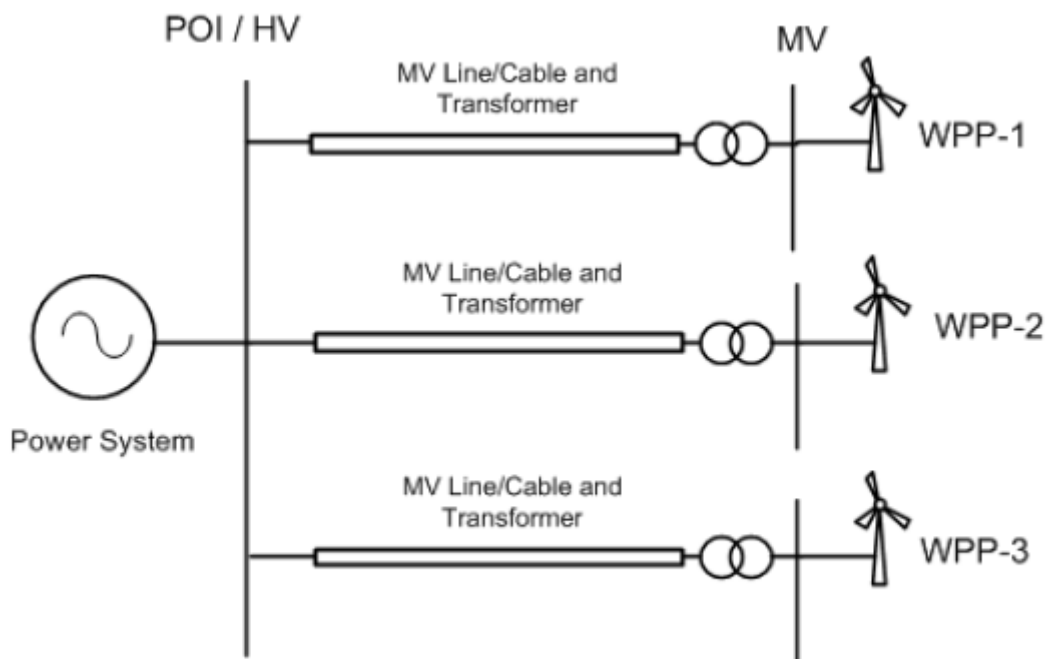 POI / HV
MV
MV Line/Cable and
Transformer
WPP-1
MV Line/Cable and
Transformer
WPP-2
Power System
MV Line/Cable and
Transformer
WPP-3